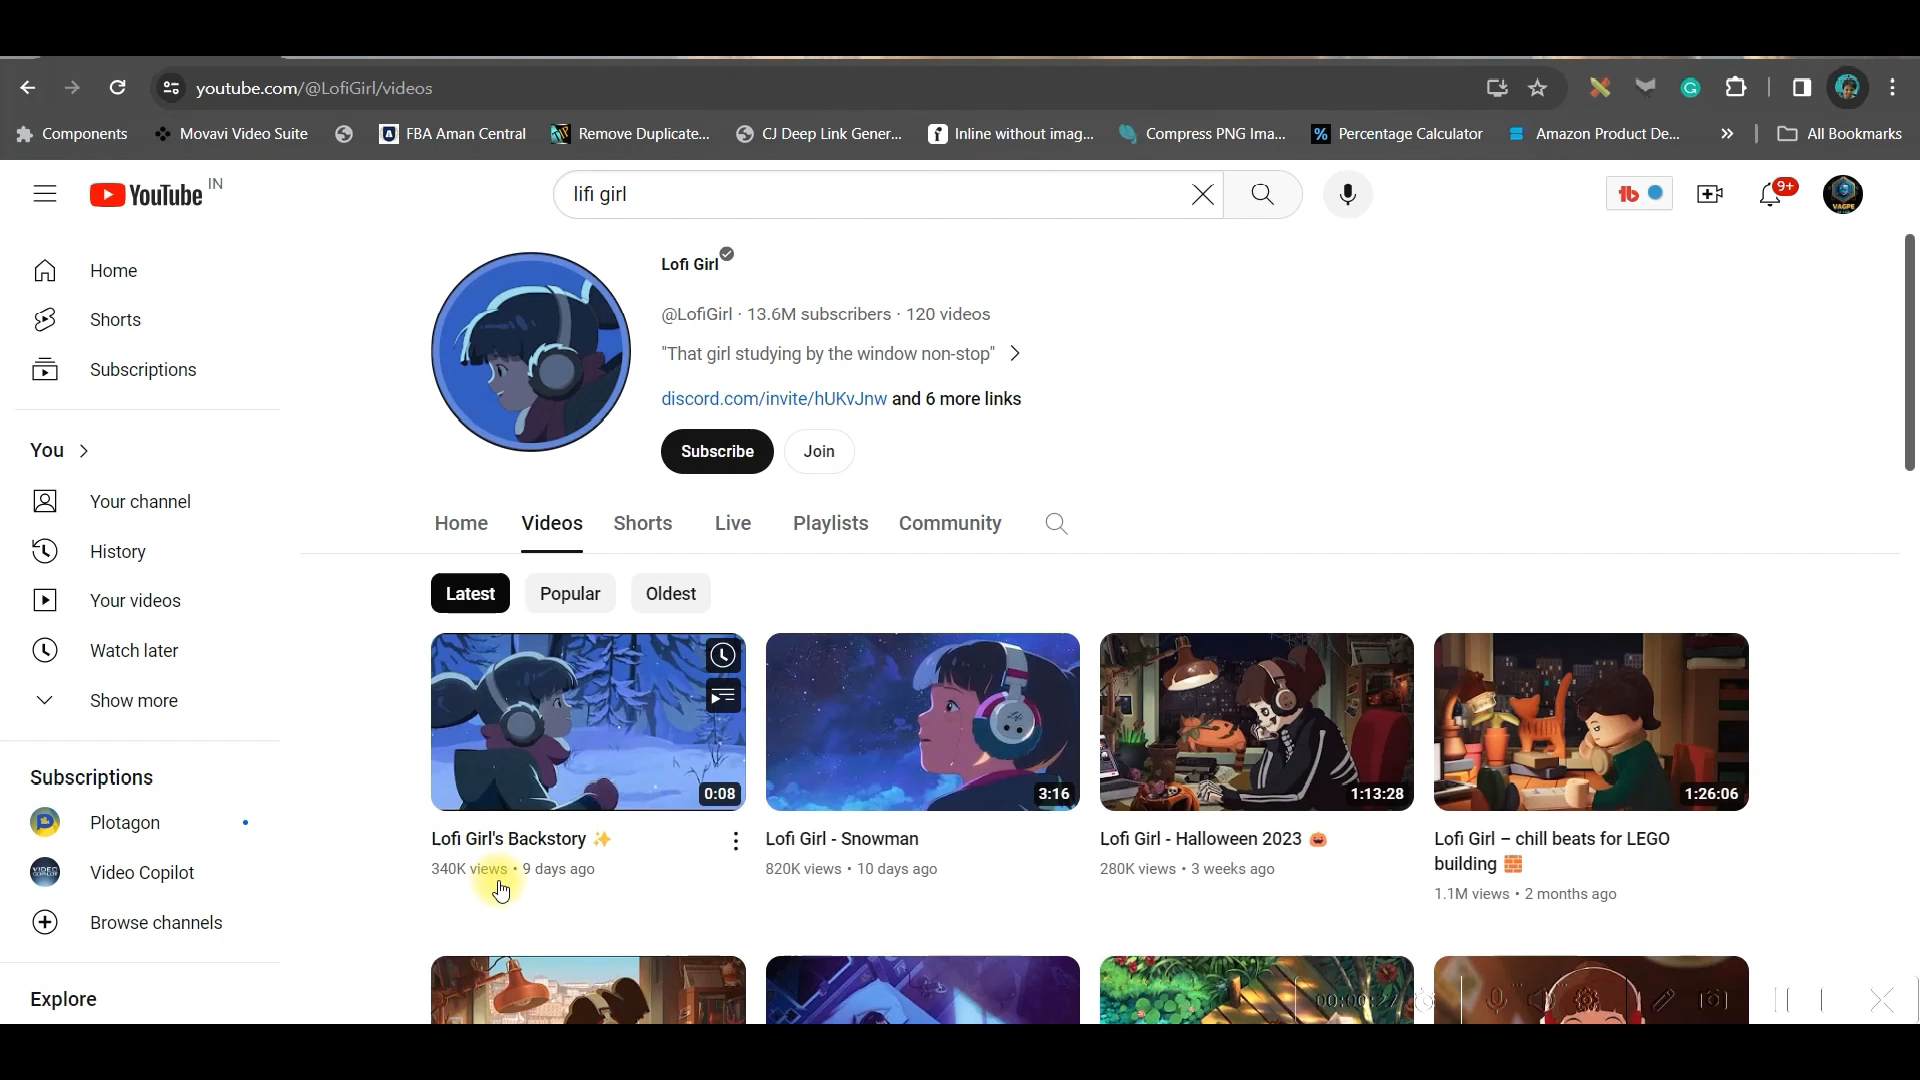 youtube.com/@LofiGirl/videos
Components Movavi Video Suite FBA Aman Central Remove Duplicate... CJ Deep Link Gener... Inline without imag... Compress PNG Ima... Percentage Calculator Amazon Product De... » All Bookmarks
YouTube IN lifi girl 9+
Home
Shorts
Subscriptions
You
Your channel
History
Your videos
Watch later
Show more
Subscriptions
Plotagon
Video Copilot
Browse channels
Explore
Lofi Girl
@LofiGirl · 13.6M subscribers · 120 videos
"That girl studying by the window non-stop"
discord.com/invite/hUKvJnw and 6 more links
Subscribe Join
Home Videos Shorts Live Playlists Community
Latest Popular Oldest
0:08 3:16 1:13:28 1:26:06
Lofi Girl's Backstory ✨
340K views • 9 days ago
Lofi Girl - Snowman
820K views • 10 days ago
Lofi Girl - Halloween 2023 🎃
280K views • 3 weeks ago
Lofi Girl – chill beats for LEGO
building 🧱
1.1M views • 2 months ago